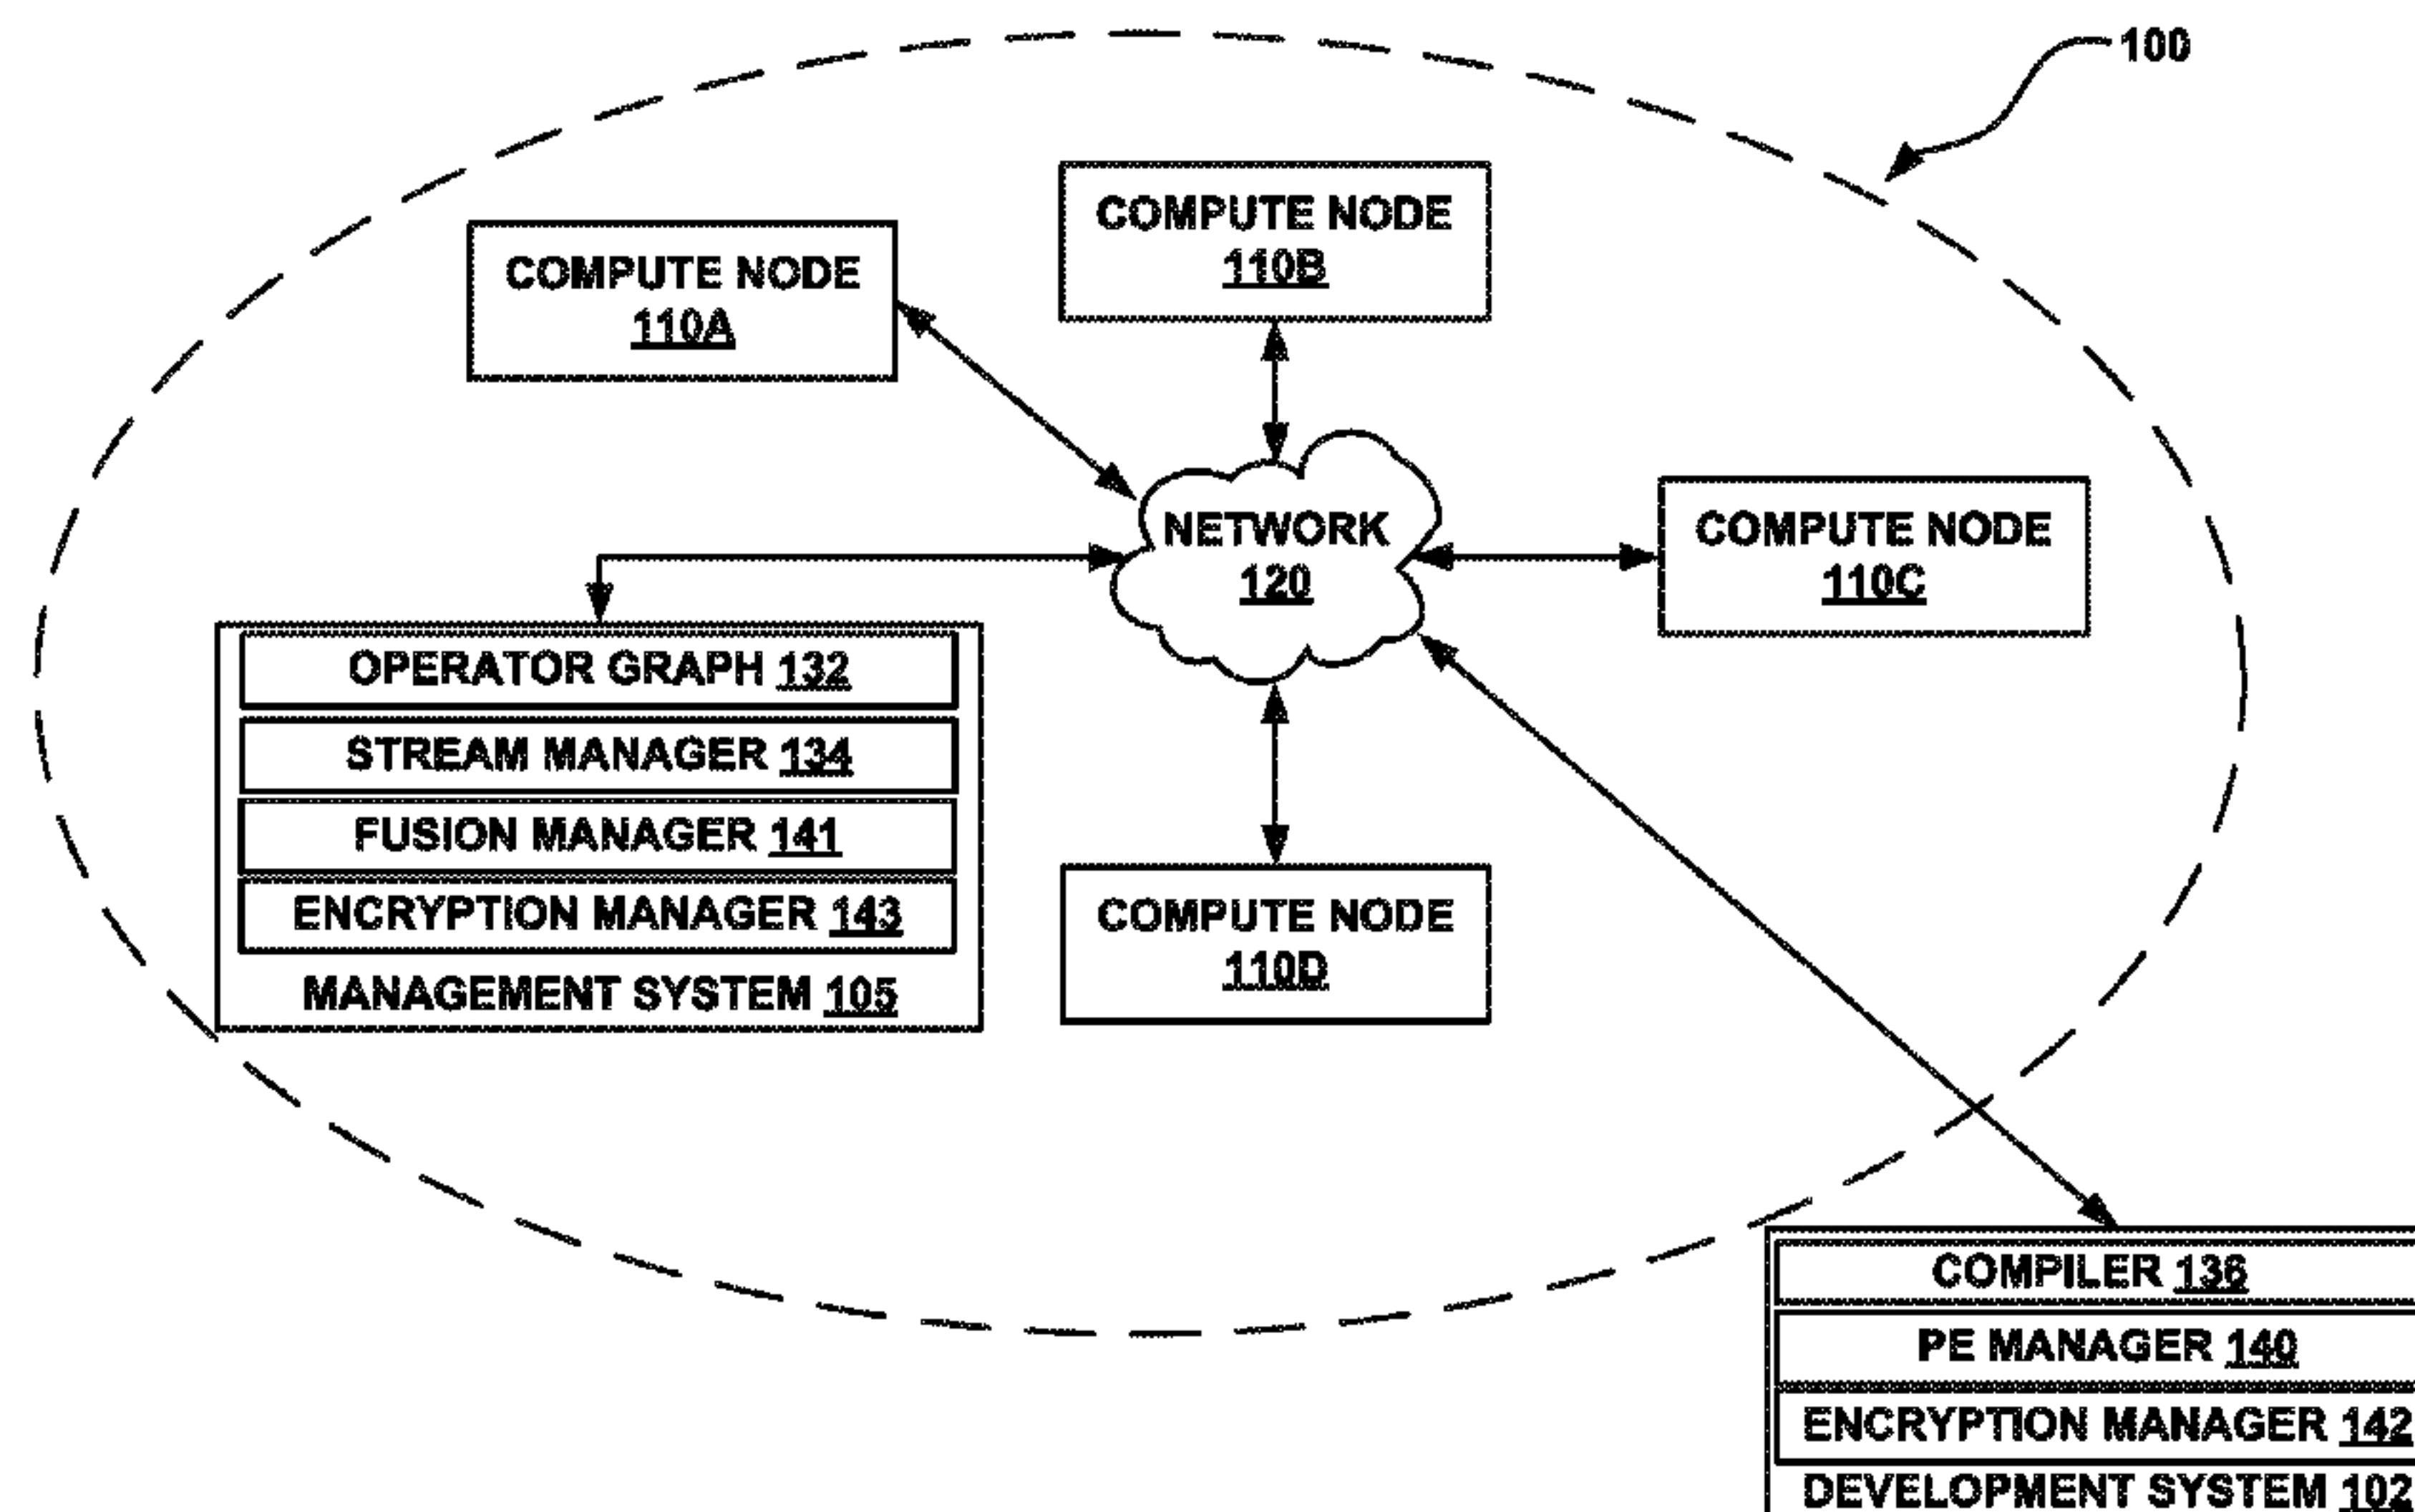 100
COMPUTE NODE
110B
COMPUTE NODE
110A
NETWORK
120
COMPUTE NODE
110C
OPERATOR GRAPH 132
STREAM MANAGER 134
FUSION MANAGER 141
ENCRYPTION MANAGER 143
MANAGEMENT SYSTEM 105
COMPUTE NODE
110D
COMPILER 136
PE MANAGER 140
ENCRYPTION MANAGER 142
DEVELOPMENT SYSTEM 102